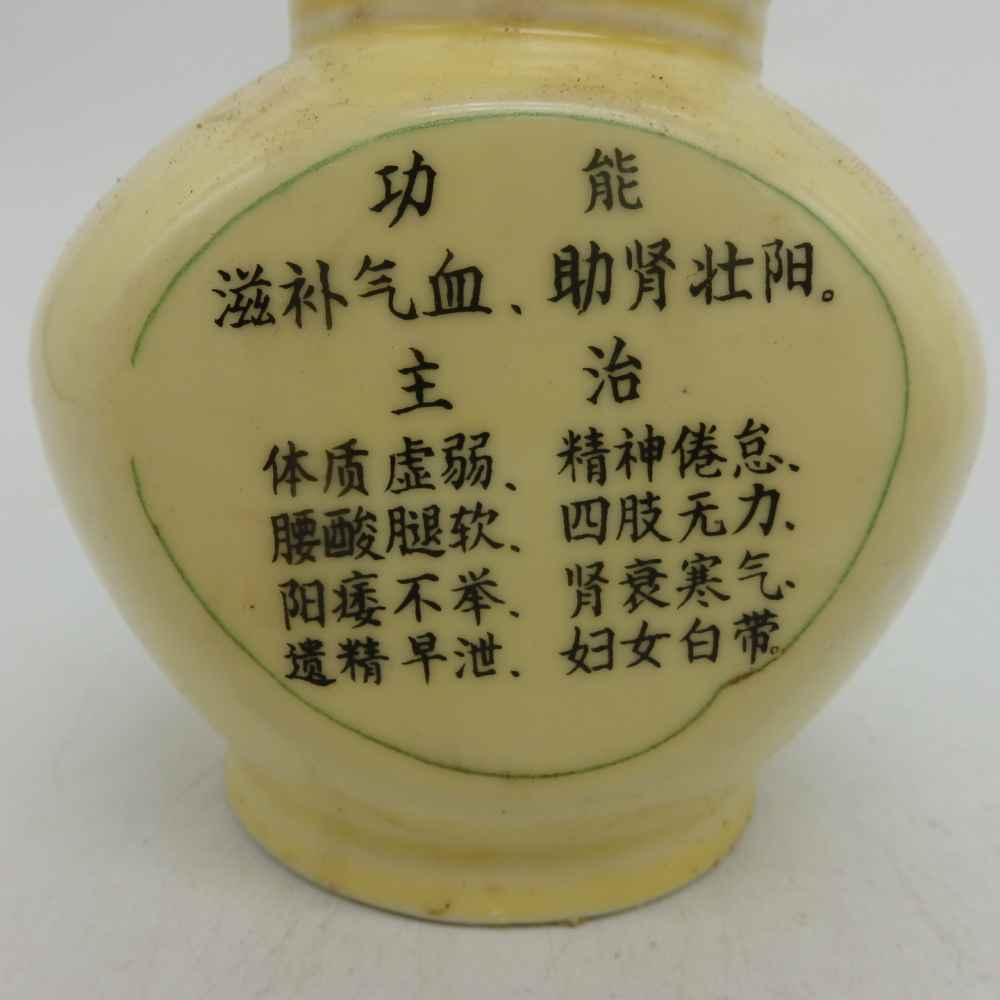 功 能
滋补气血、助肾壮阳。
主 治
体质虚弱、精神倦怠、
腰酸腿软、四肢无力、
阳痿不举、肾衰寒气、
遗精早泄、妇女白带。